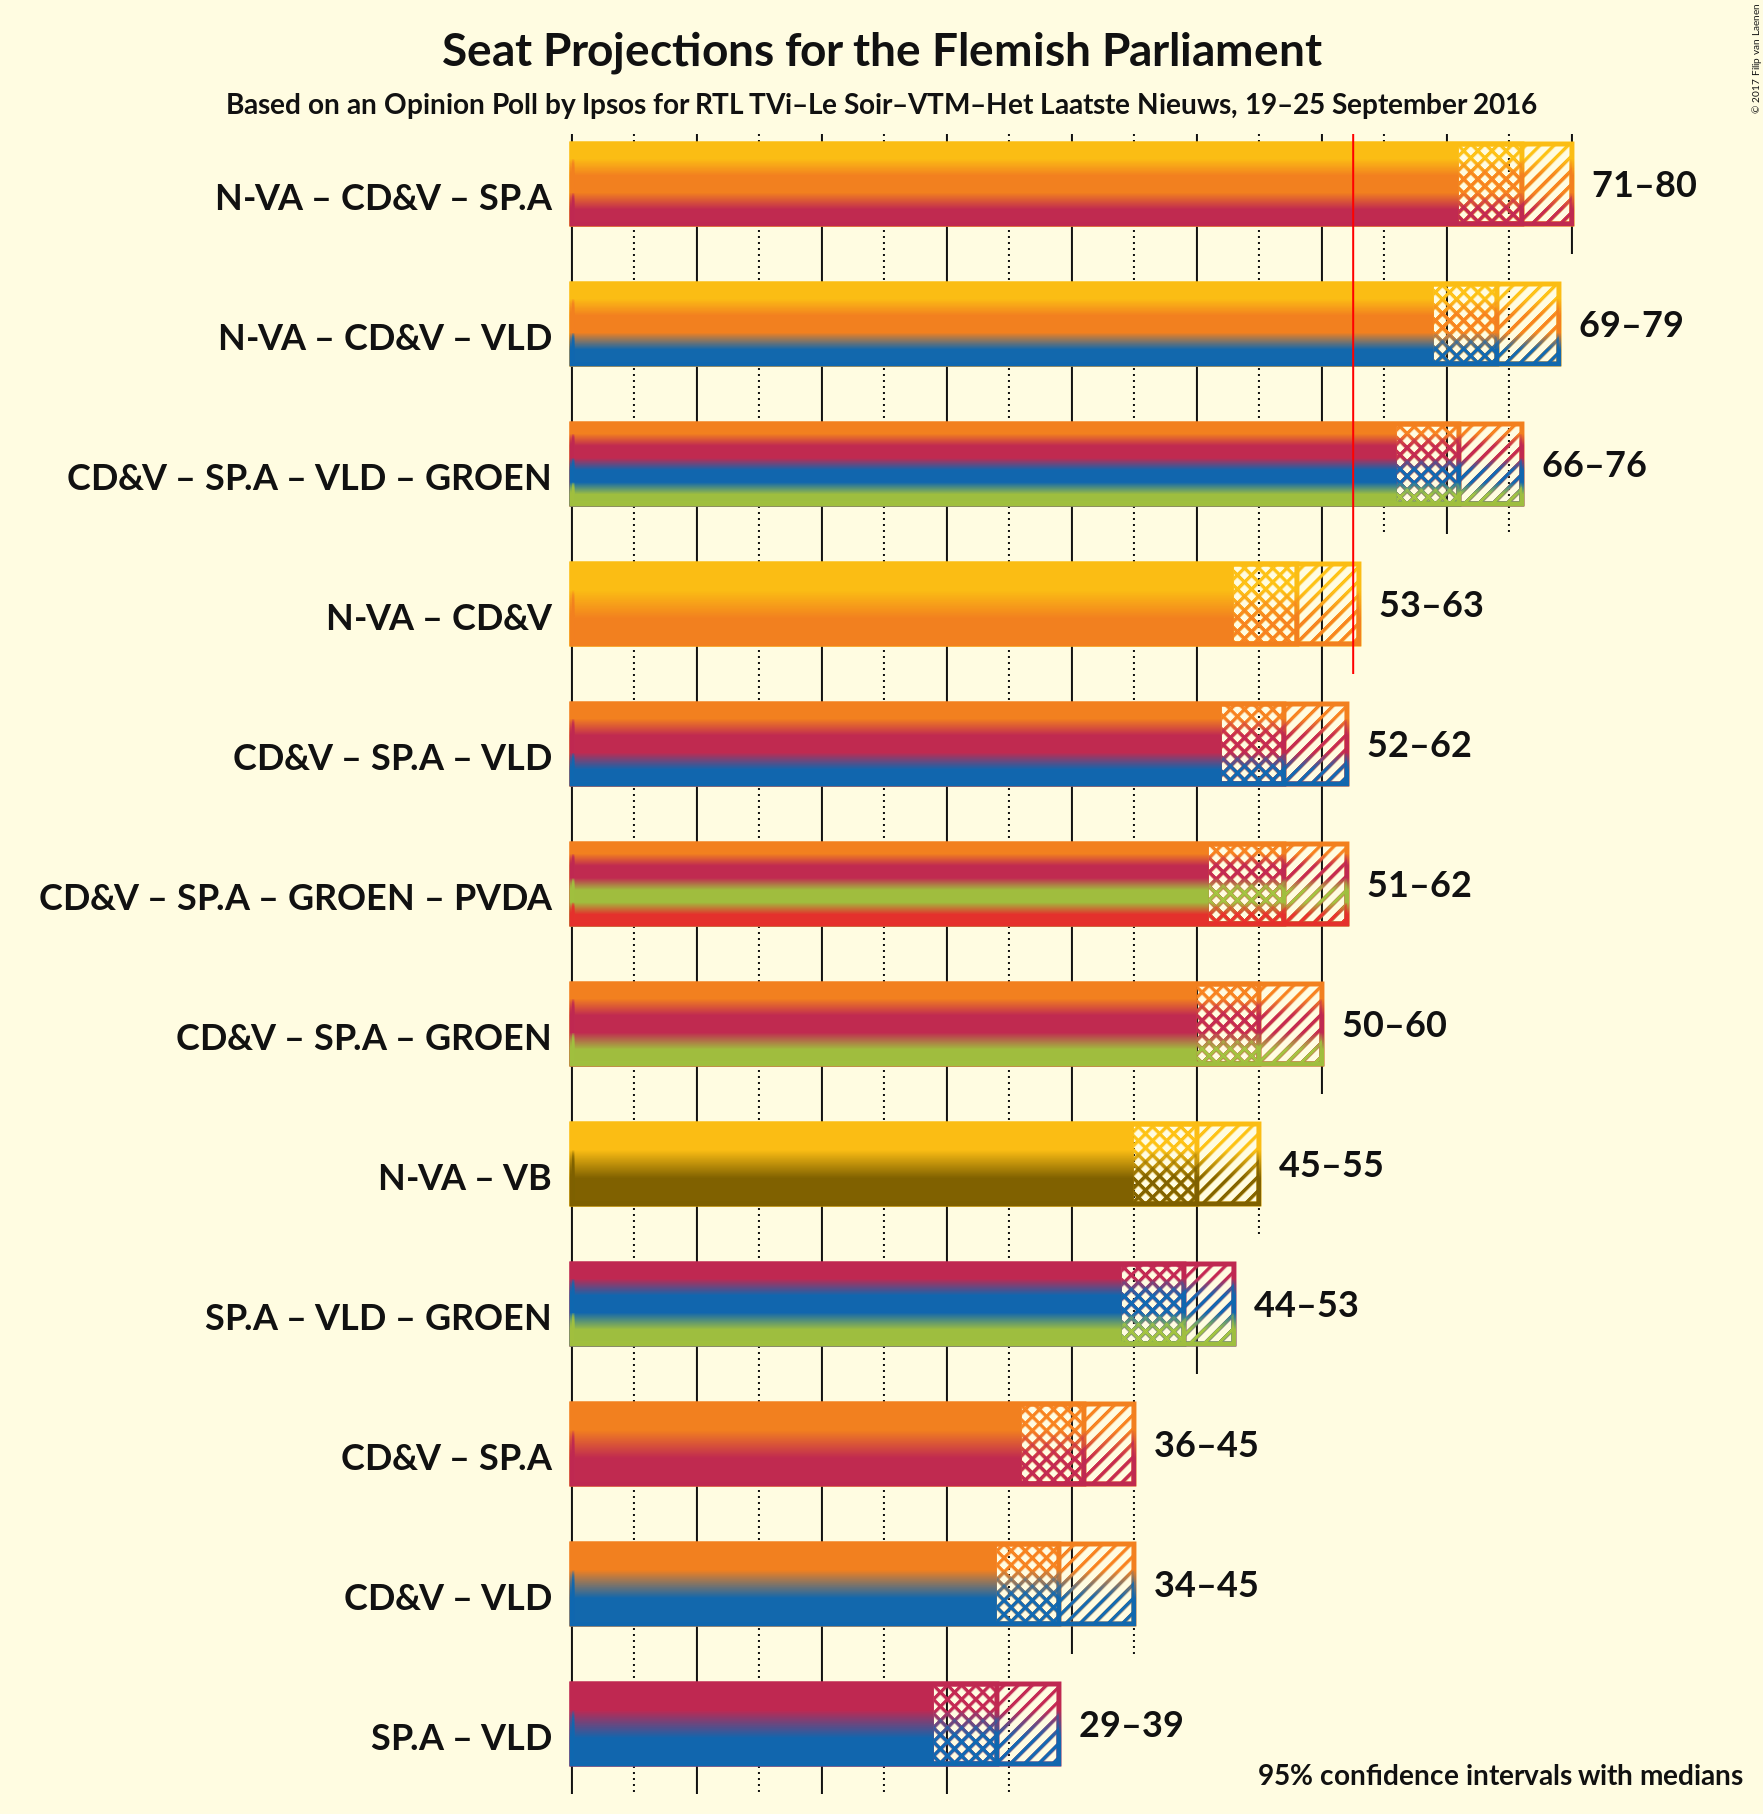 Seat Projections for the Flemish Parliament
Based on an Opinion Poll by Ipsos for RTL TVi–Le Soir–VTM–Het Laatste Nieuws, 19–25 September 2016
© 2017 Filip van Laenen
N-VA – CD&V – SP.A 71–80
N-VA – CD&V – VLD 69–79
CD&V – SP.A – VLD – GROEN 66–76
N-VA – CD&V 53–63
CD&V – SP.A – VLD 52–62
CD&V – SP.A – GROEN – PVDA 51–62
CD&V – SP.A – GROEN 50–60
N-VA – VB 45–55
SP.A – VLD – GROEN 44–53
CD&V – SP.A 36–45
CD&V – VLD 34–45
SP.A – VLD 29–39
95% confidence intervals with medians